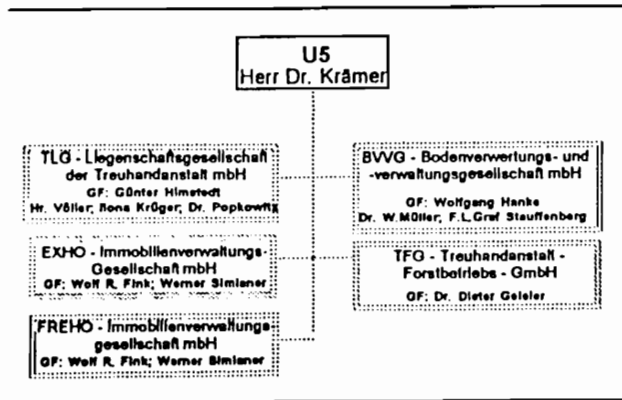 U5
Herr Dr. Krämer
TLG - Liegenschaftsgesellschaft
der Treuhandanstalt mbH
GF: Günter Himstedt
Hr. Völler; Ilona Krüger; Dr. Popkowitz
BVVG - Bodenverwertungs- und
-verwaltungsgesellschaft mbH
GF: Wolfgang Hanke
Dr. W.Müller, F.L.Graf Stauffenberg
EXHO - Immobilienverwaltungs-
Gesellschaft mbH
GF: Wolf R. Fink; Werner Simianer
TFG - Treuhandanstalt -
Forstbetriebs - GmbH
GF: Dr. Dieter Geisler
FREHO - Immobilienverwaltungs
gesellschaft mbH
GF: Wolf R. Fink; Werner Simianer